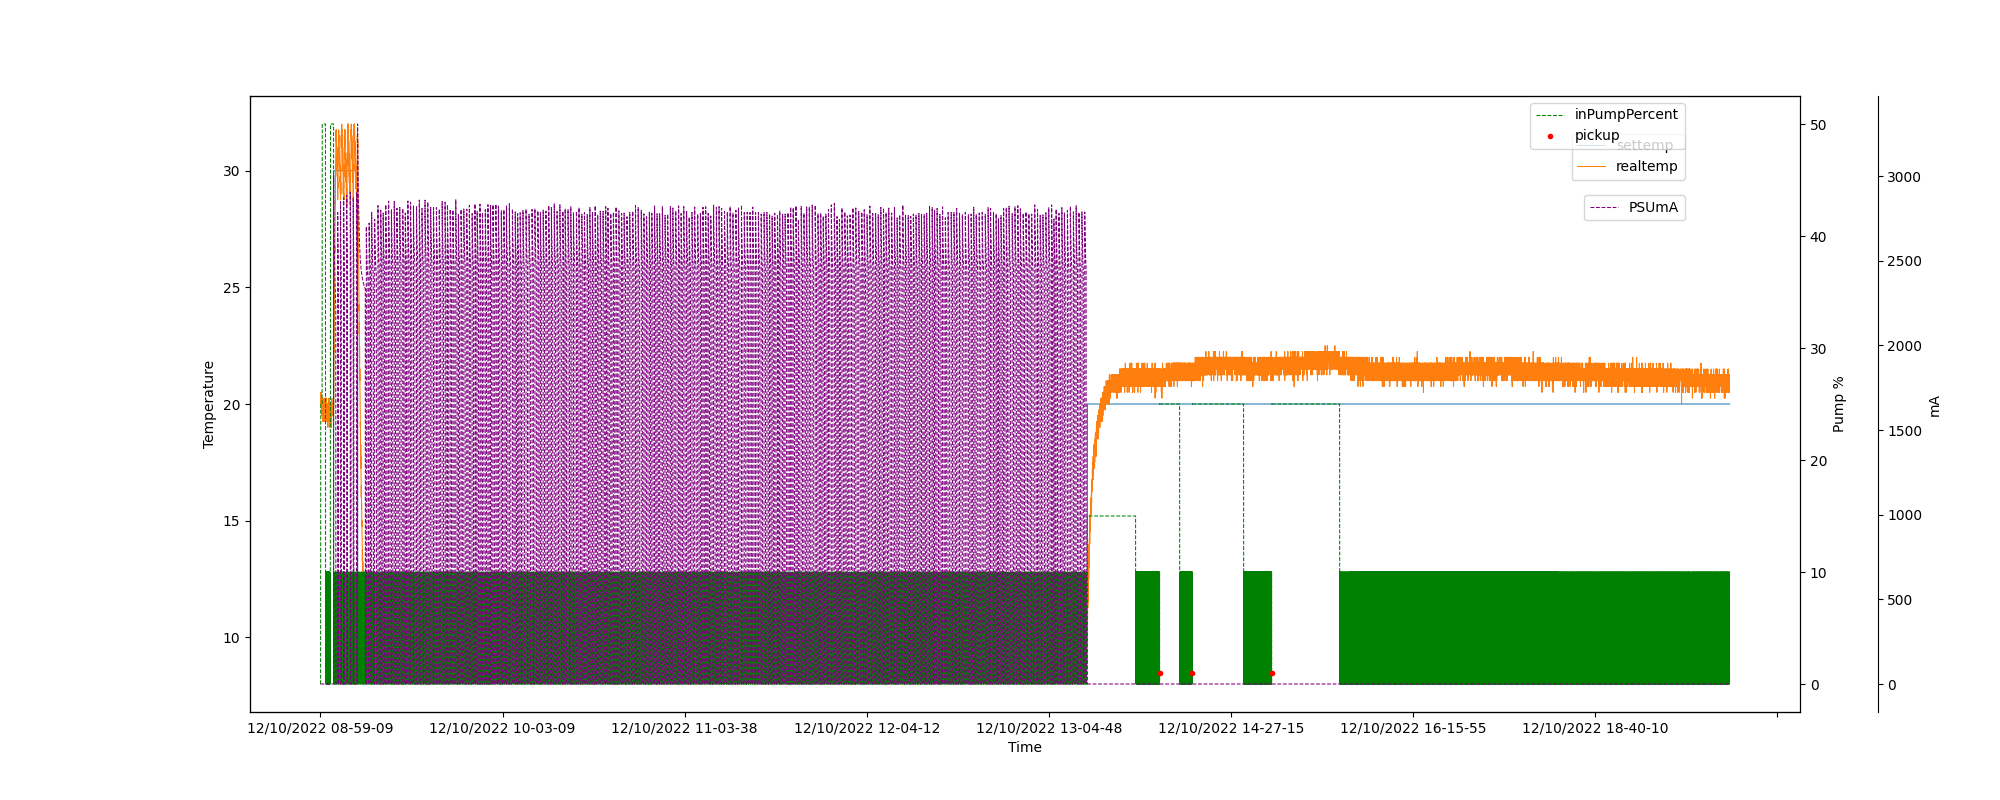 inPumpPercent
pickup
settemp
realtemp
PSUmA
30
25
20
15
10
Temperature
50
40
30
20
10
0
Pump %
3000
2500
2000
1500
1000
500
0
mA
12/10/2022 08-59-09
12/10/2022 10-03-09
12/10/2022 11-03-38
12/10/2022 12-04-12
12/10/2022 13-04-48
12/10/2022 14-27-15
12/10/2022 16-15-55
12/10/2022 18-40-10
Time